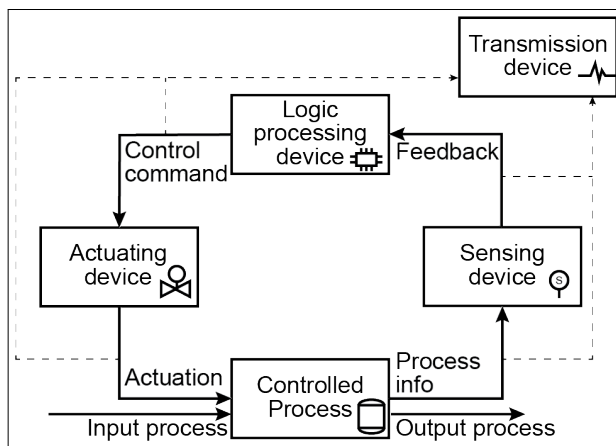 Transmission
device
Logic
processing
device
Control
command
Feedback
Actuating
device
Sensing
device
S
Actuation
Controlled
Process
Process
info
Input process
Output process